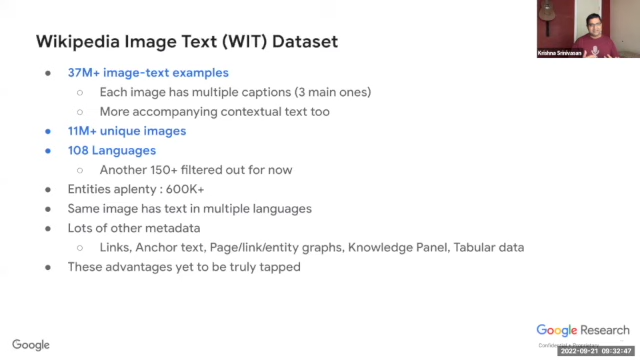 Wikipedia Image Text (WIT) Dataset
Krishna Srinivasan
● 37M+ image-text examples
○ Each image has multiple captions (3 main ones)
○ More accompanying contextual text too
● 11M+ unique images
● 108 Languages
○ Another 150+ filtered out for now
● Entities aplenty : 600K+
● Same image has text in multiple languages
● Lots of other metadata
○ Links, Anchor text, Page/link/entity graphs, Knowledge Panel, Tabular data
● These advantages yet to be truly tapped
Google
Google Research
2022-09-21 09:32:47